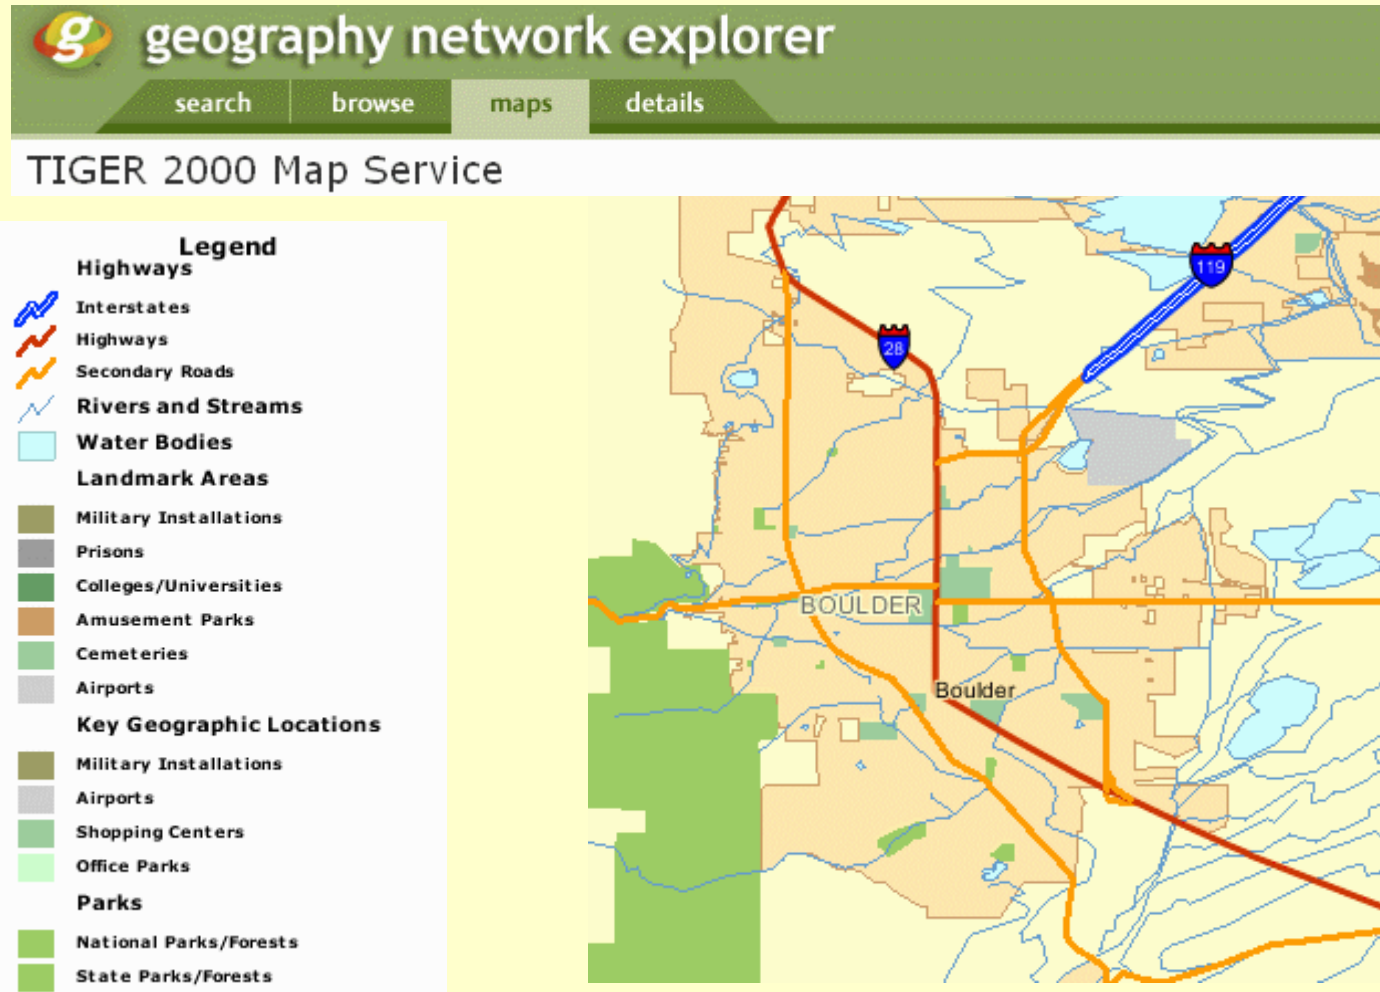 g geography network explorer
search browse maps details
TIGER 2000 Map Service
Legend
Highways
Interstates
Highways
Secondary Roads
Rivers and Streams
Water Bodies
Landmark Areas
Military Installations
Prisons
Colleges/Universities
Amusement Parks
Cemeteries
Airports
Key Geographic Locations
Military Installations
Airports
Shopping Centers
Office Parks
Parks
National Parks/Forests
State Parks/Forests
119
28
BOULDER
Boulder